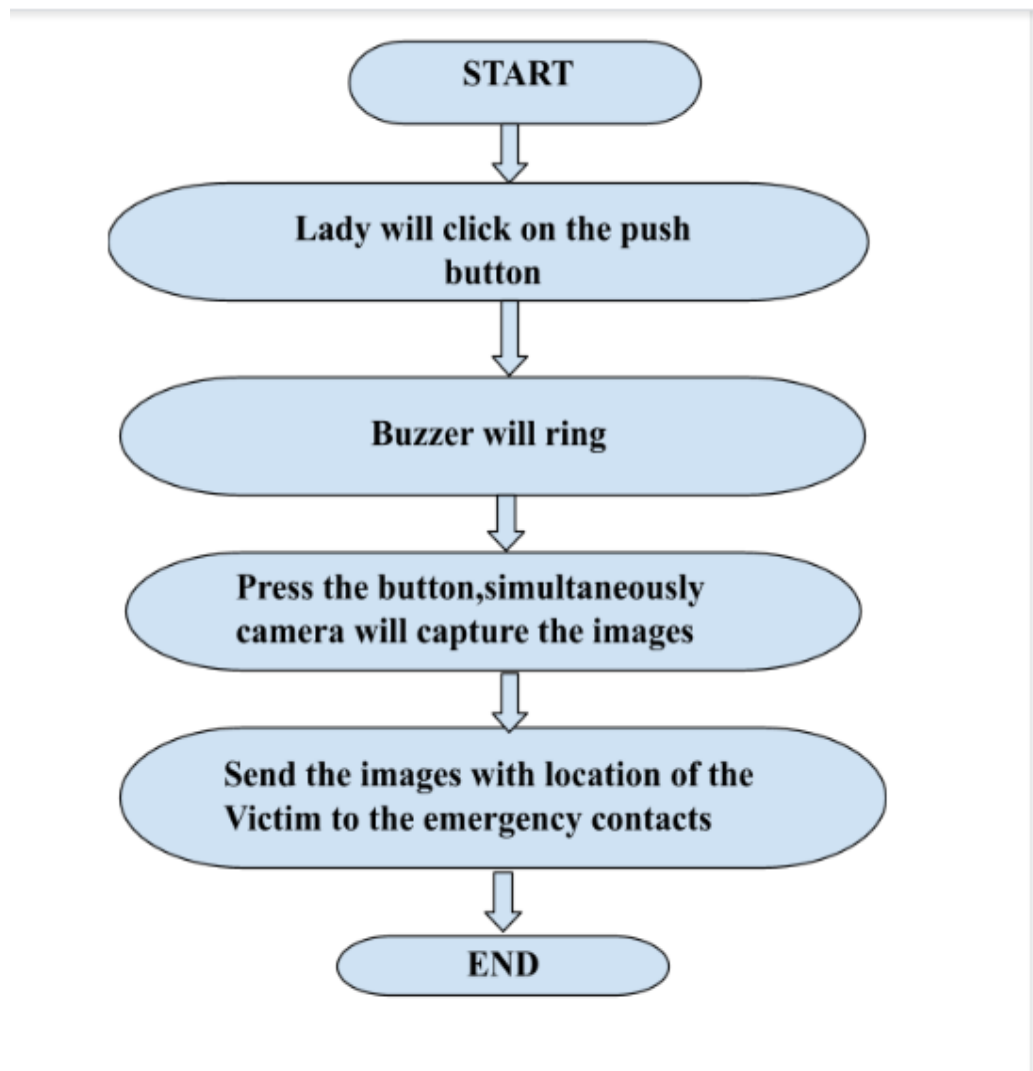 START
Lady will click on the push
button
Buzzer will ring
Press the button,simultaneously
camera will capture the images
Send the images with location of the
Victim to the emergency contacts
END